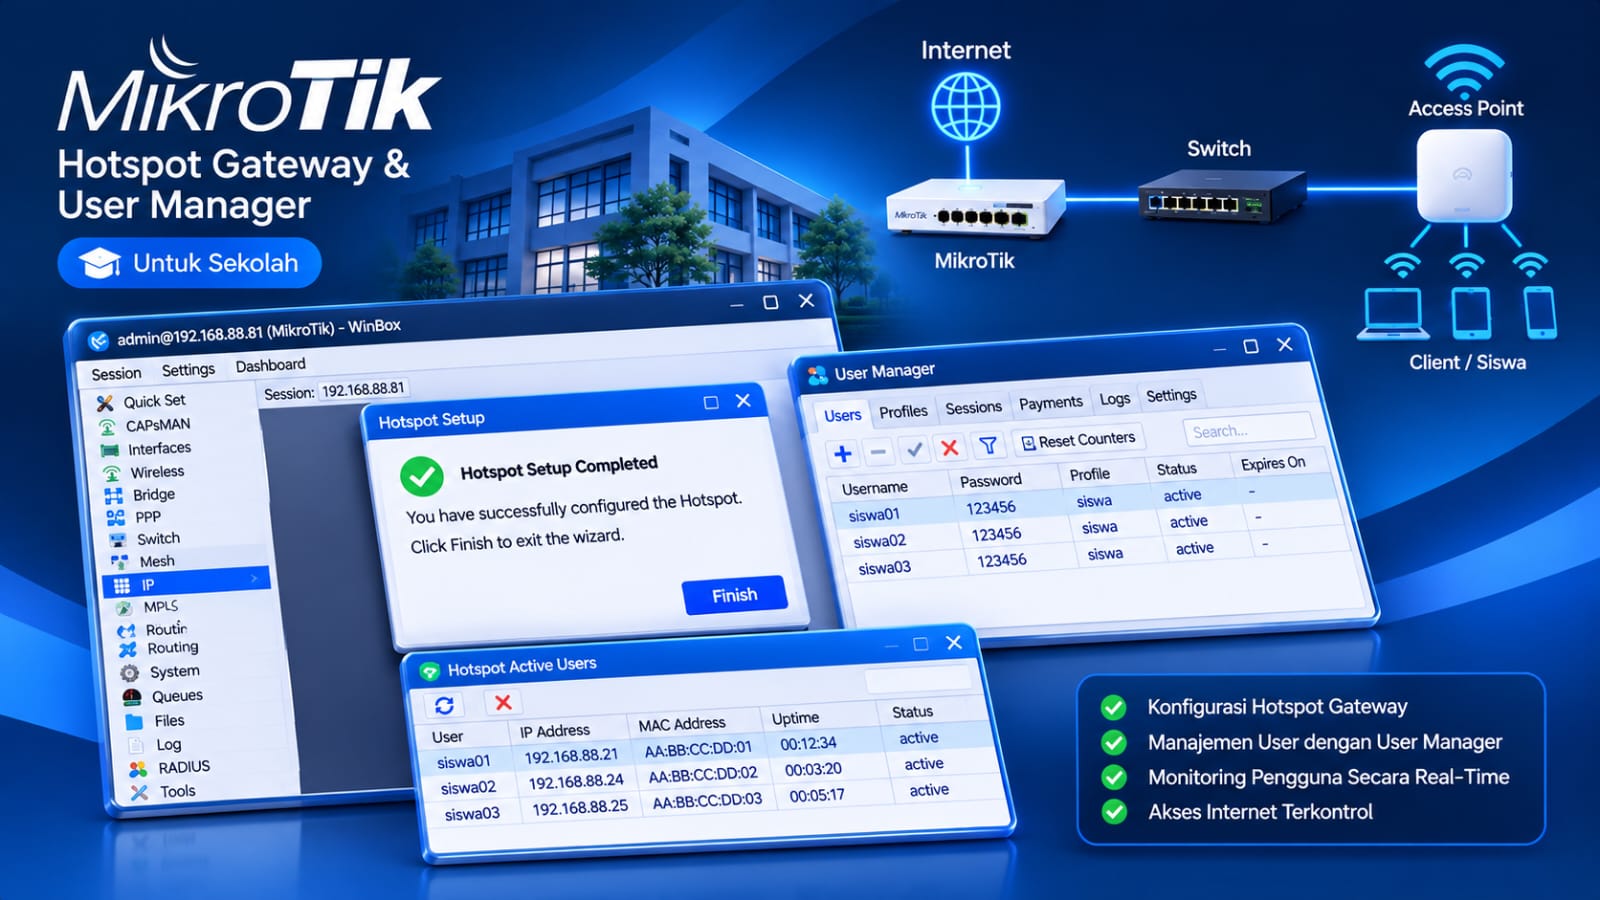 MikroTik
Hotspot Gateway &
User Manager
Untuk Sekolah
Internet
MikroTik
MikroTik
Switch
Access Point
Client / Siswa
admin@192.168.88.81 (MikroTik) - WinBox
Session Settings Dashboard
Session: 192.168.88.81
Quick Set
CAPsMAN
Interfaces
Wireless
Bridge
PPP
Switch
Mesh
IP
MPLS
Routin
Routing
System
Queues
Files
Log
RADIUS
Tools
Hotspot Setup
Hotspot Setup Completed
You have successfully configured the Hotspot.
Click Finish to exit the wizard.
Finish
User Manager
Users Profiles Sessions Payments Logs Settings
Reset Counters Search...
Username Password Profile Status Expires On
siswa01 123456 siswa active -
siswa02 123456 siswa active -
siswa03 123456 siswa active -
Hotspot Active Users
User IP Address MAC Address Uptime Status
siswa01 192.168.88.21 AA:BB:CC:DD:01 00:12:34 active
siswa02 192.168.88.24 AA:BB:CC:DD:02 00:03:20 active
siswa03 192.168.88.25 AA:BB:CC:DD:03 00:05:17 active
Konfigurasi Hotspot Gateway
Manajemen User dengan User Manager
Monitoring Pengguna Secara Real-Time
Akses Internet Terkontrol